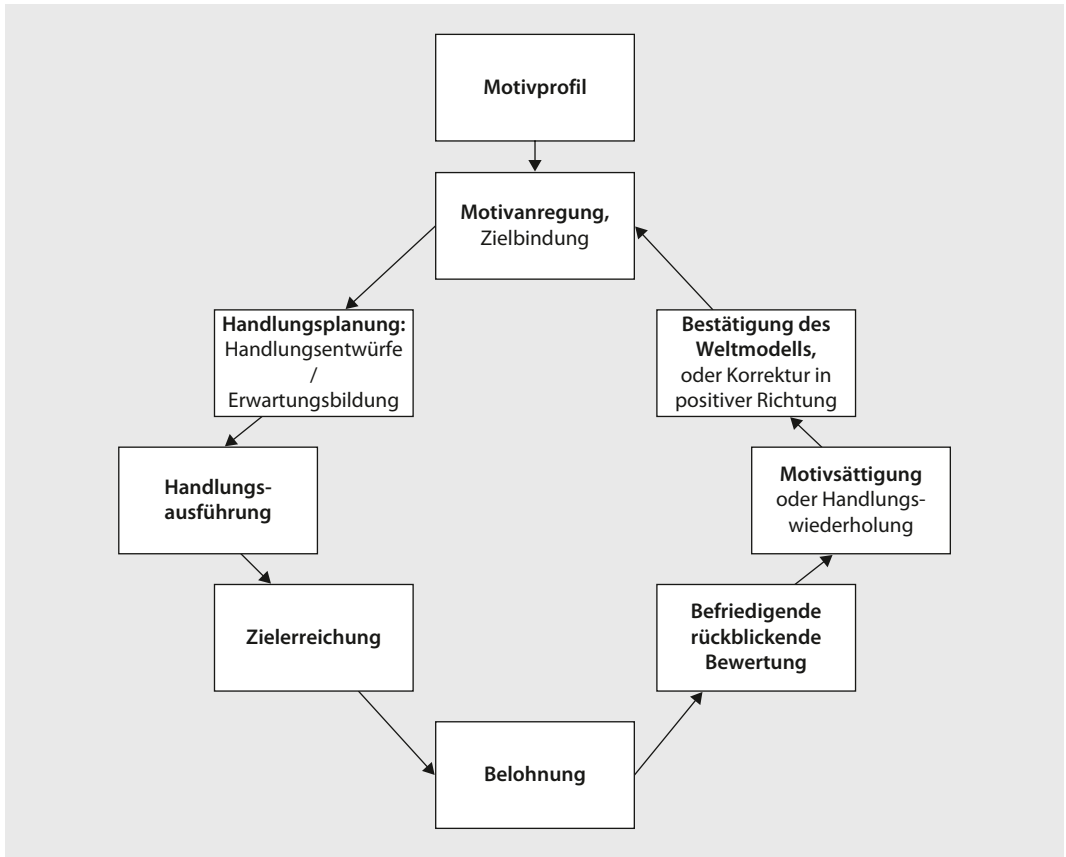 Motivprofil
Motivanregung,
Zielbindung
Handlungsplanung:
Handlungsentwürfe
/
Erwartungsbildung
Handlungs-
ausführung
Zielerreichung
Belohnung
Befriedigende
rückblickende
Bewertung
Motivsättigung
oder Handlungs-
wiederholung
Bestätigung des
Weltmodells,
oder Korrektur in
positiver Richtung